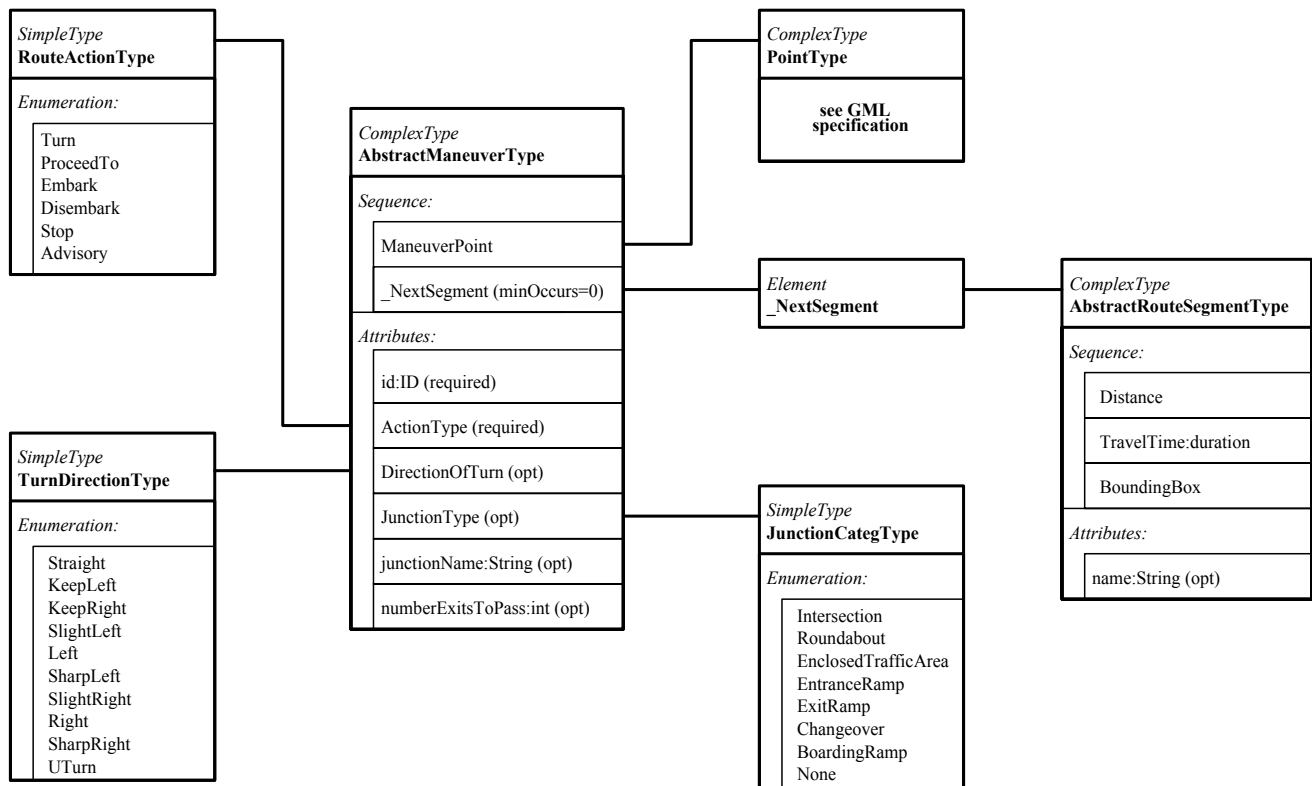 SimpleType
RouteActionType
Enumeration:
Turn
ProceedTo
Embark
Disembark
Stop
Advisory
SimpleType
TurnDirectionType
Enumeration:
Straight
KeepLeft
KeepRight
SlightLeft
Left
SharpLeft
SlightRight
Right
SharpRight
UTurn
ComplexType
AbstractManeuverType
Sequence:
ManeuverPoint
_NextSegment (minOccurs=0)
Attributes:
id:ID (required)
ActionType (required)
DirectionOfTurn (opt)
JunctionType (opt)
junctionName:String (opt)
numberExitsToPass:int (opt)
ComplexType
PointType
see GML
specification
Element
_NextSegment
SimpleType
JunctionCategType
Enumeration:
Intersection
Roundabout
EnclosedTrafficArea
EntranceRamp
ExitRamp
Changeover
BoardingRamp
None
ComplexType
AbstractRouteSegmentType
Sequence:
Distance
TravelTime:duration
BoundingBox
Attributes:
name:String (opt)